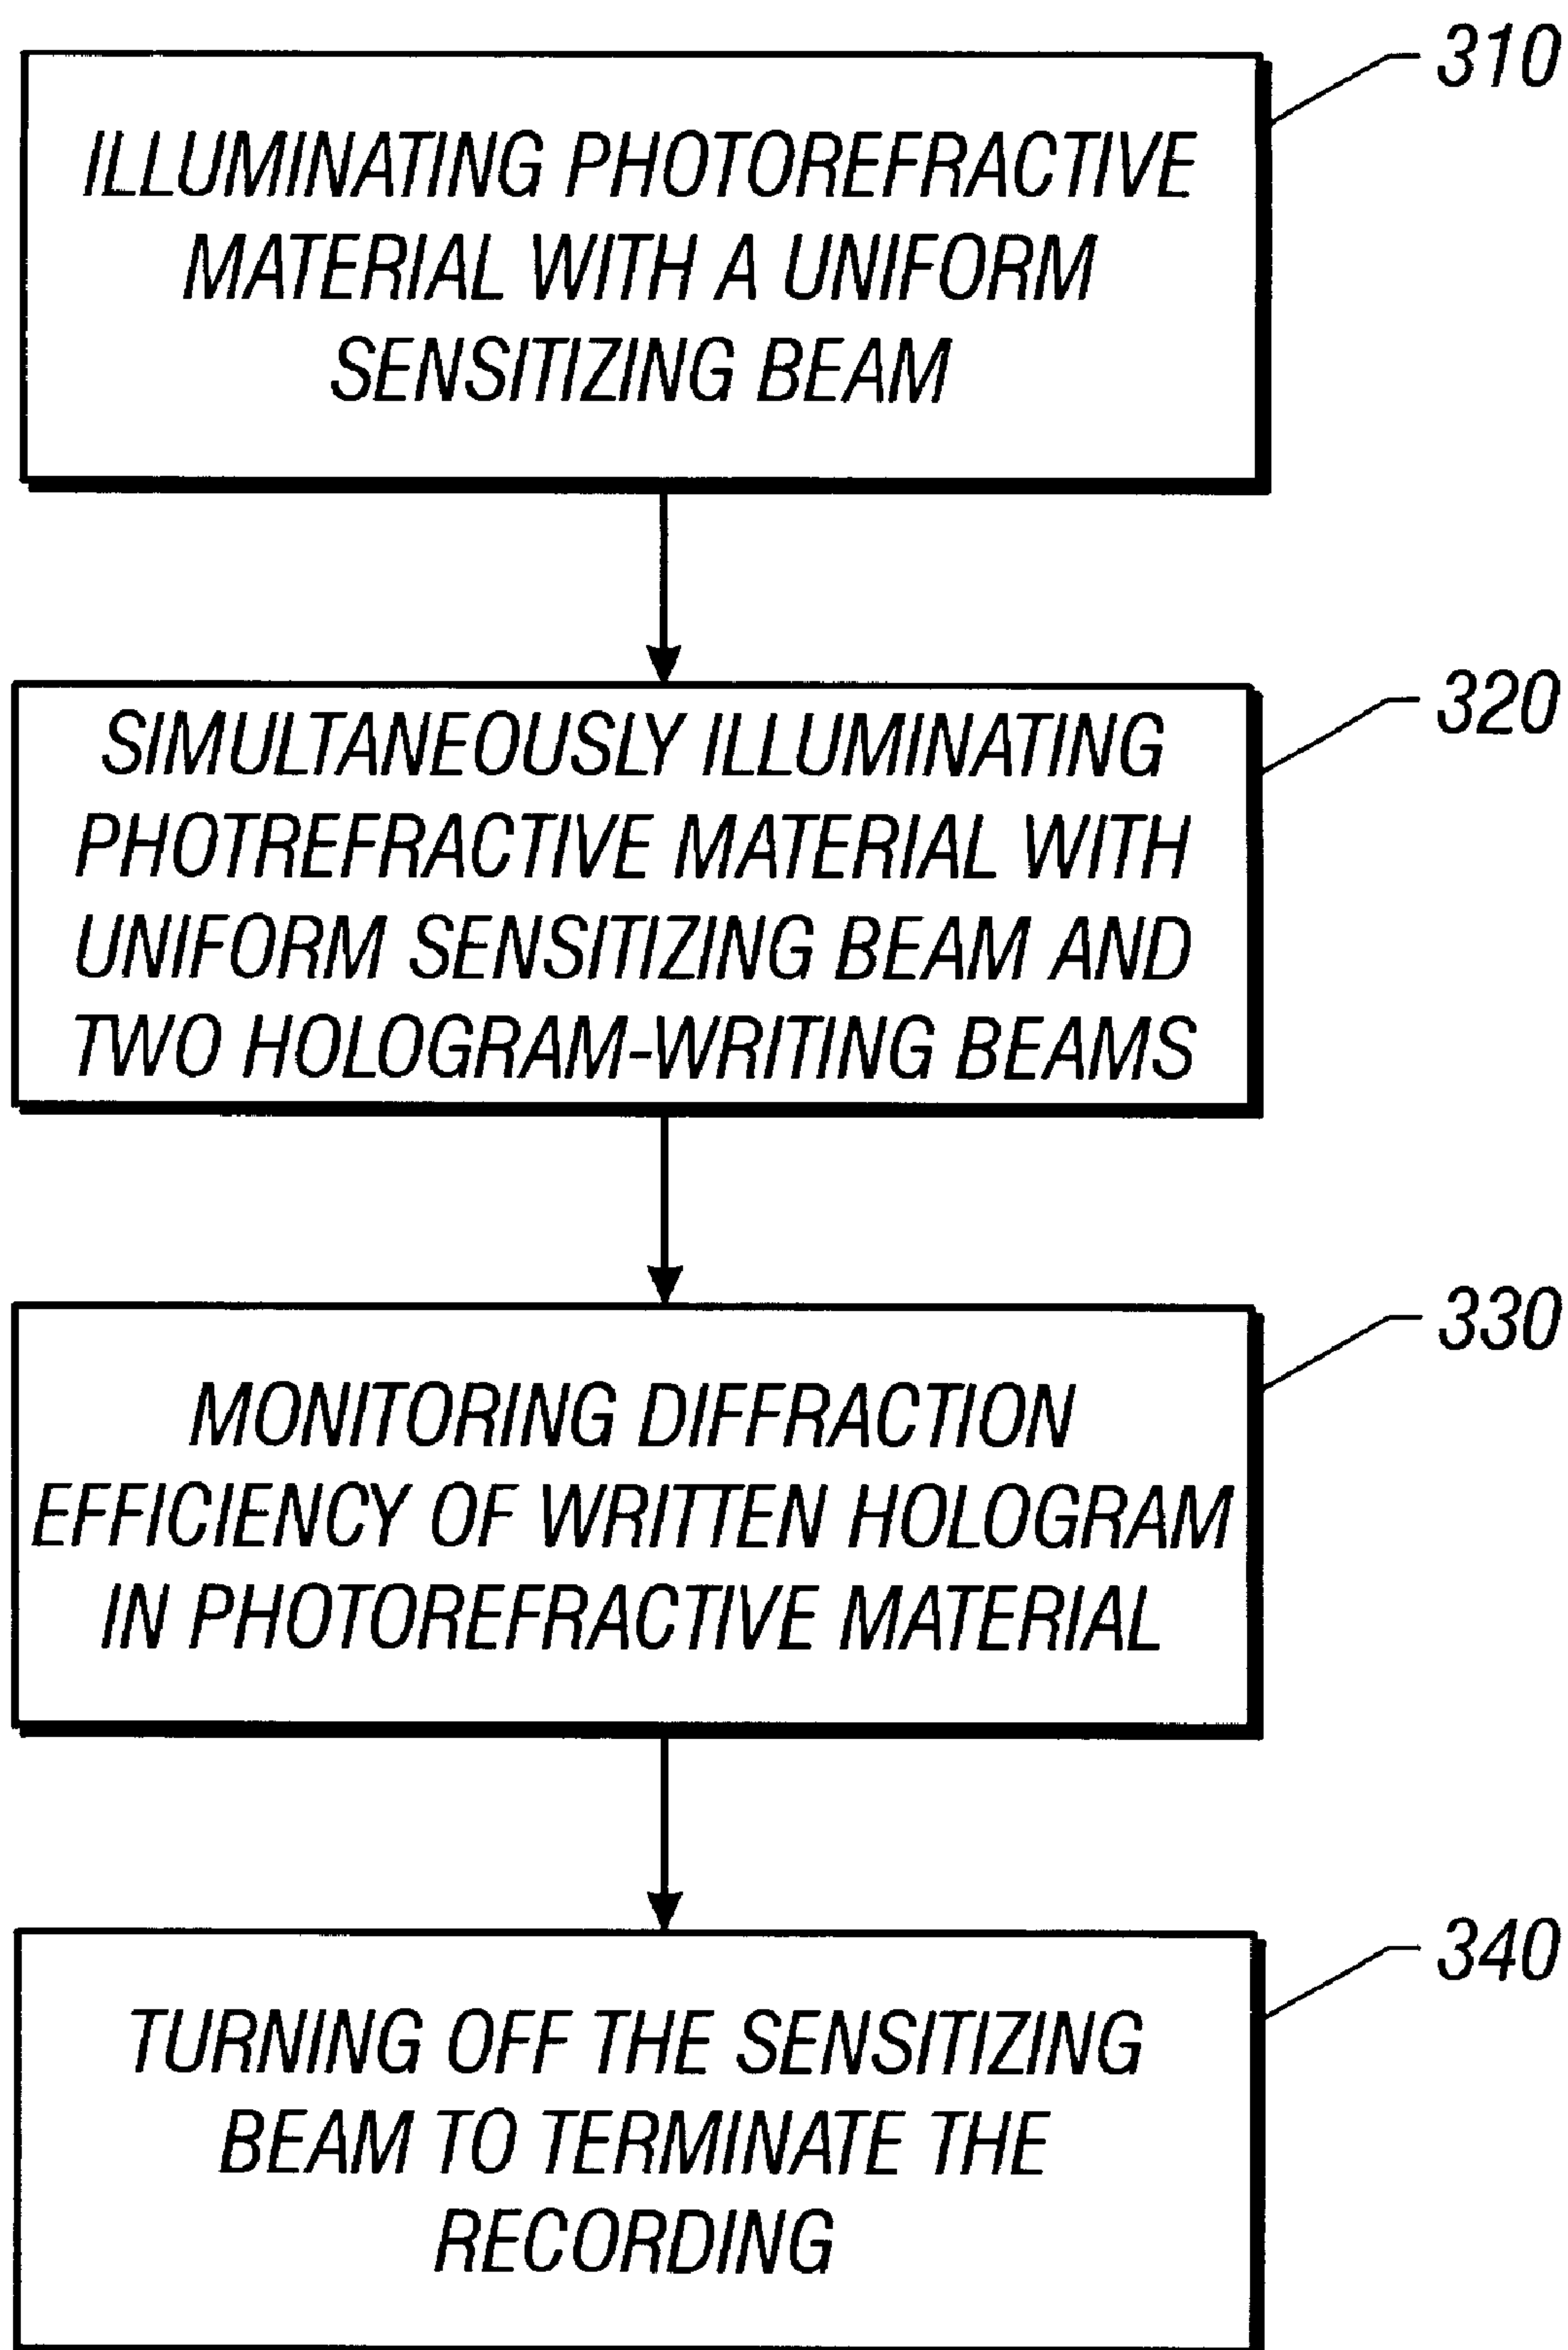 310
ILLUMINATING PHOTOREFRACTIVE
MATERIAL WITH A UNIFORM
SENSITIZING BEAM
320
SIMULTANEOUSLY ILLUMINATING
PHOTREFRACTIVE MATERIAL WITH
UNIFORM SENSITIZING BEAM AND
TWO HOLOGRAM-WRITING BEAMS
330
MONITORING DIFFRACTION
EFFICIENCY OF WRITTEN HOLOGRAM
IN PHOTOREFRACTIVE MATERIAL
340
TURNING OFF THE SENSITIZING
BEAM TO TERMINATE THE
RECORDING